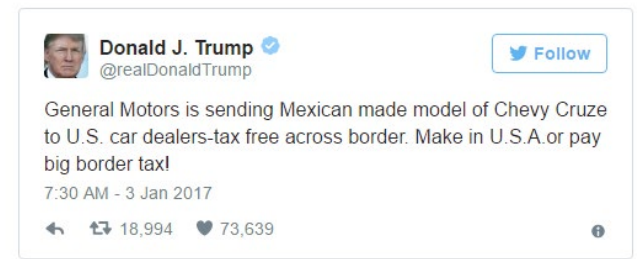 Donald J. Trump
Follow
@realDonaldTrump
General Motors is sending Mexican made model of Chevy Cruze
to U.S. car dealers-tax free across border. Make in U.S.A.or pay
big border tax!
7:30 AM - 3 Jan 2017
18,994 73,639